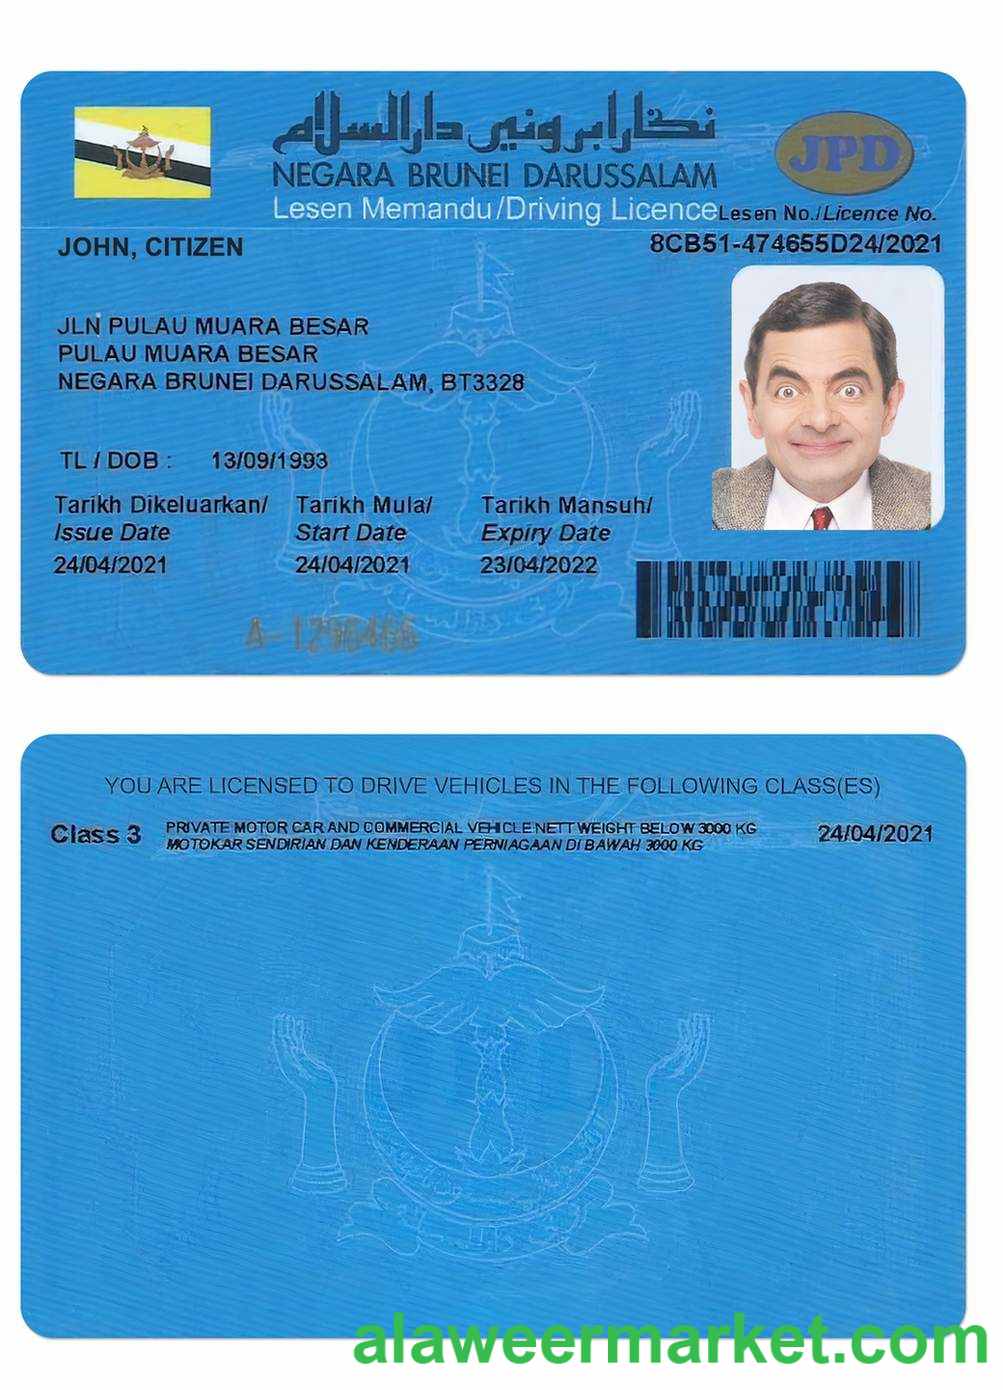 نݢارا بروني دارالسلام
NEGARA BRUNEI DARUSSALAM
JPD
Lesen Memandu/Driving Licence
Lesen No./Licence No.
JOHN, CITIZEN
8CB51-474655D24/2021
JLN PULAU MUARA BESAR
PULAU MUARA BESAR
NEGARA BRUNEI DARUSSALAM, BT3328
TL / DOB : 13/09/1993
Tarikh Dikeluarkan/ Tarikh Mula/ Tarikh Mansuh/
Issue Date Start Date Expiry Date
24/04/2021 24/04/2021 23/04/2022
YOU ARE LICENSED TO DRIVE VEHICLES IN THE FOLLOWING CLASS(ES)
Class 3 PRIVATE MOTOR CAR AND COMMERCIAL VEHICLE NETT WEIGHT BELOW 3000 KG 24/04/2021
MOTOKAR SENDIRIAN DAN KENDERAAN PERNIAGAAN DI BAWAH 3000 KG
alaweermarket.com